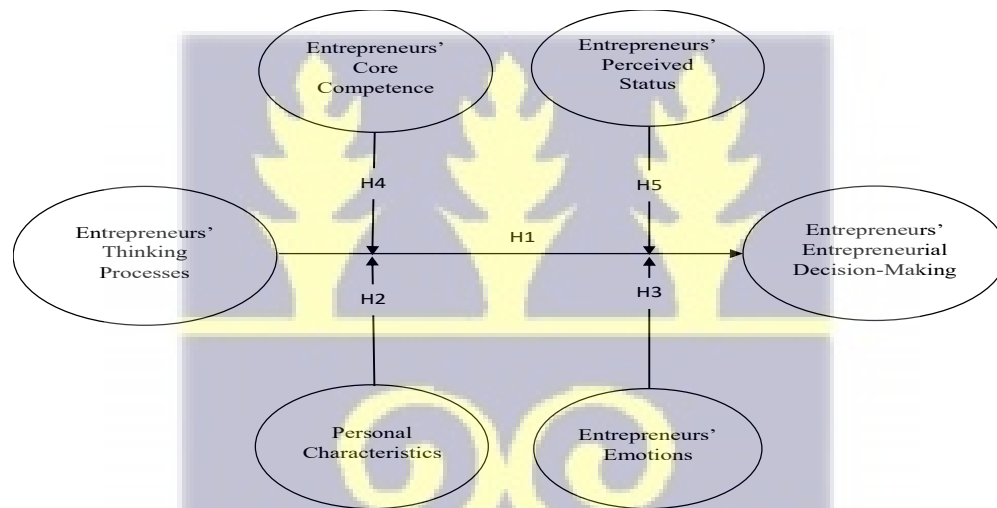 Entrepreneurs’
Core
Competence
Entrepreneurs’
Perceived
Status
H4
H5
Entrepreneurs’
Thinking
Processes
H1
Entrepreneurs’
Entrepreneurial
Decision-Making
H2
H3
Personal
Characteristics
Entrepreneurs’
Emotions